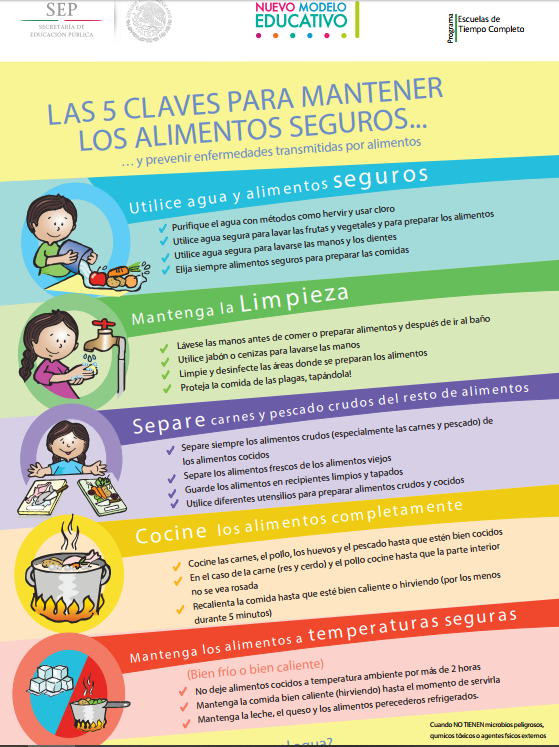 SEP
SECRETARÍA DE
EDUCACIÓN PÚBLICA
NUEVO MODELO
EDUCATIVO
Programa
Escuelas de
Tiempo Completo
LAS 5 CLAVES PARA MANTENER
LOS ALIMENTOS SEGUROS...
... y prevenir enfermedades transmitidas por alimentos
Utilice agua y alimentos seguros
Purifique el agua con métodos como hervir y usar cloro
Utilice agua segura para lavar las frutas y vegetales y para preparar los alimentos
Utilice agua segura para lavarse las manos y los dientes
Elija siempre alimentos seguros para preparar las comidas
Mantenga la Limpieza
Lávese las manos antes de comer o preparar alimentos y después de ir al baño
Utilice jabón o cenizas para lavarse las manos
Limpie y desinfecte las áreas donde se preparan los alimentos
Proteja la comida de las plagas, tapándola!
Separe carnes y pescado crudos del resto de alimentos
Separe siempre los alimentos crudos (especialmente las carnes y pescado) de
los alimentos cocidos
Separe los alimentos frescos de los alimentos viejos
Guarde los alimentos en recipientes limpios y tapados
Utilice diferentes utensilios para preparar alimentos crudos y cocidos
Cocine los alimentos completamente
Cocine las carnes, el pollo, los huevos y el pescado hasta que estén bien cocidos
En el caso de la carne (res y cerdo) y el pollo cocine hasta que la parte interior
no se vea rosada
Recalienta la comida hasta que esté bien caliente o hirviendo (por los menos
durante 5 minutos)
Mantenga los alimentos a temperaturas seguras
(Bien frío o bien caliente)
No deje alimentos cocidos a temperatura ambiente por más de 2 horas
Mantenga la comida bien caliente (hirviendo) hasta el momento de servirla
Mantenga la leche, el queso y los alimentos perecederos refrigerados.
Cuando NO TIENEN microbios peligrosos,
qumicos tóxicos o agentes físicos externos
agua?